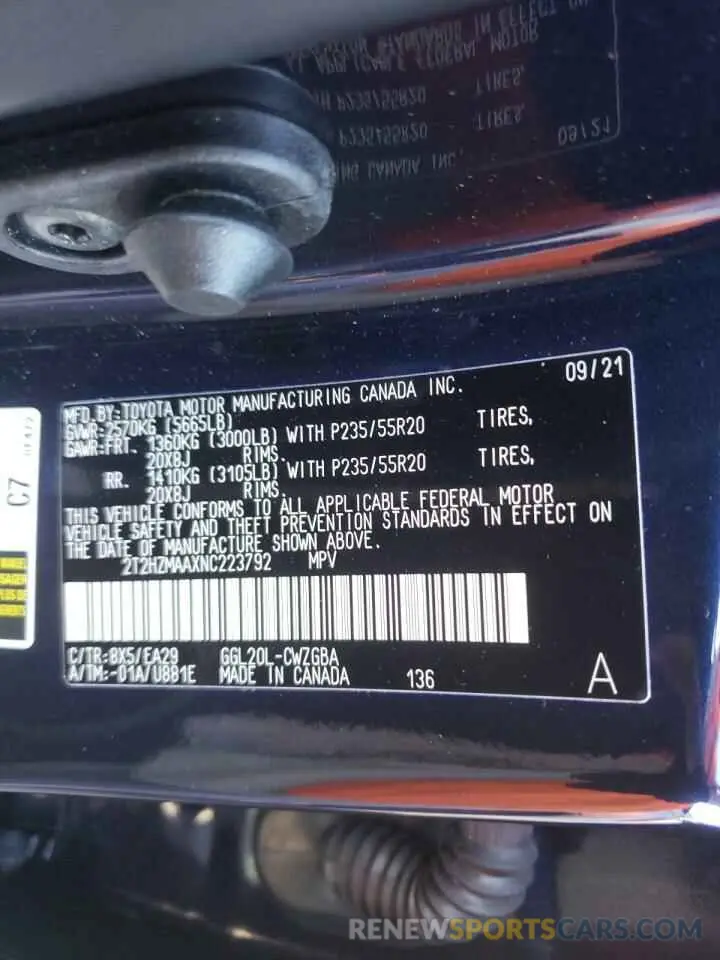 MFD. BY: TOYOTA MOTOR MANUFACTURING CANADA INC. 09/21
GVWR: 2570KG (5665LB)
GAWR: FRT. 1360KG (3000LB) WITH P235/55R20 TIRES,
20X8J RIMS.
RR. 1410KG (3105LB) WITH P235/55R20 TIRES,
20X8J RIMS.
THIS VEHICLE CONFORMS TO ALL APPLICABLE FEDERAL MOTOR
VEHICLE SAFETY AND THEFT PREVENTION STANDARDS IN EFFECT ON
THE DATE OF MANUFACTURE SHOWN ABOVE.
2T2HZMAAXNC223792 MPV
C/TR: 8X5/EA29 GGL20L-CWZGBA
A/TM: -01A/U881E MADE IN CANADA 136 A
C7
RENEWSPORTSCARS.COM